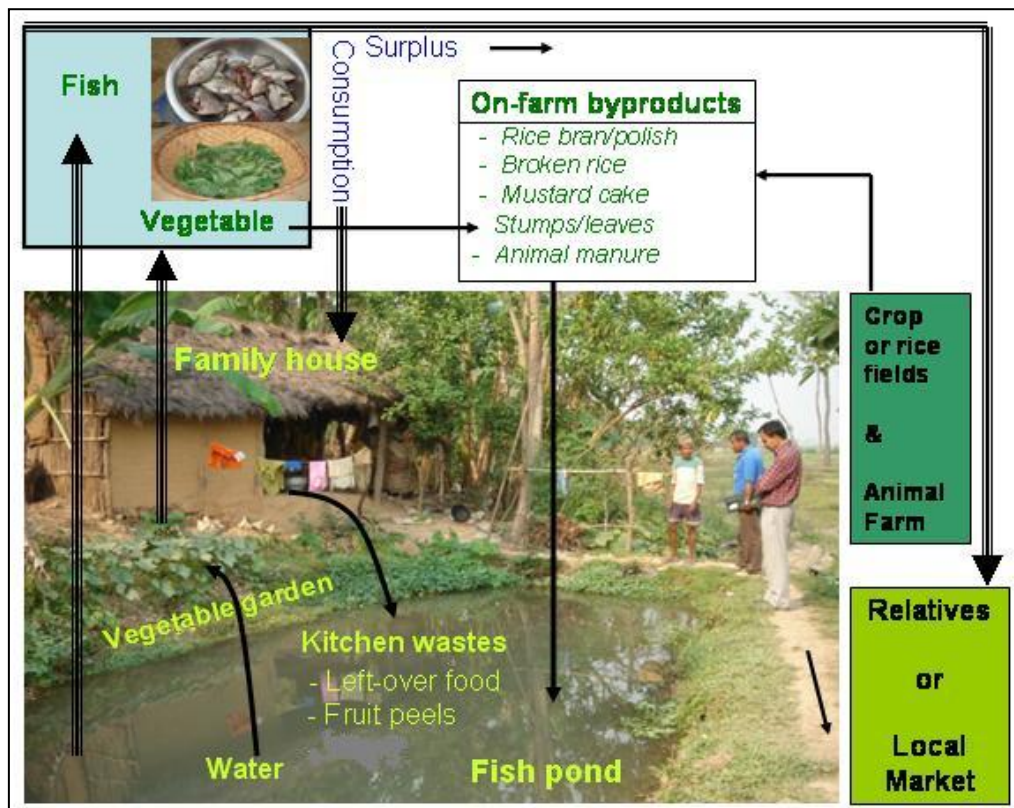 Fish
Vegetable
Consumption
Surplus
On-farm byproducts
- Rice bran/polish
- Broken rice
- Mustard cake
Stumps/leaves
- Animal manure
Crop
or rice
fields
&
Animal
Farm
Family house
Vegetable garden
Kitchen wastes
- Left-over food
- Fruit peels
Water
Fish pond
Relatives
or
Local
Market